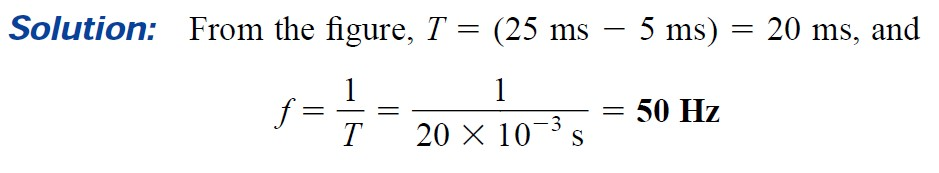 Solution: From the figure, T = (25 ms − 5 ms) = 20 ms, and
f = 1/T = 1/(20 × 10⁻³ s) = 50 Hz